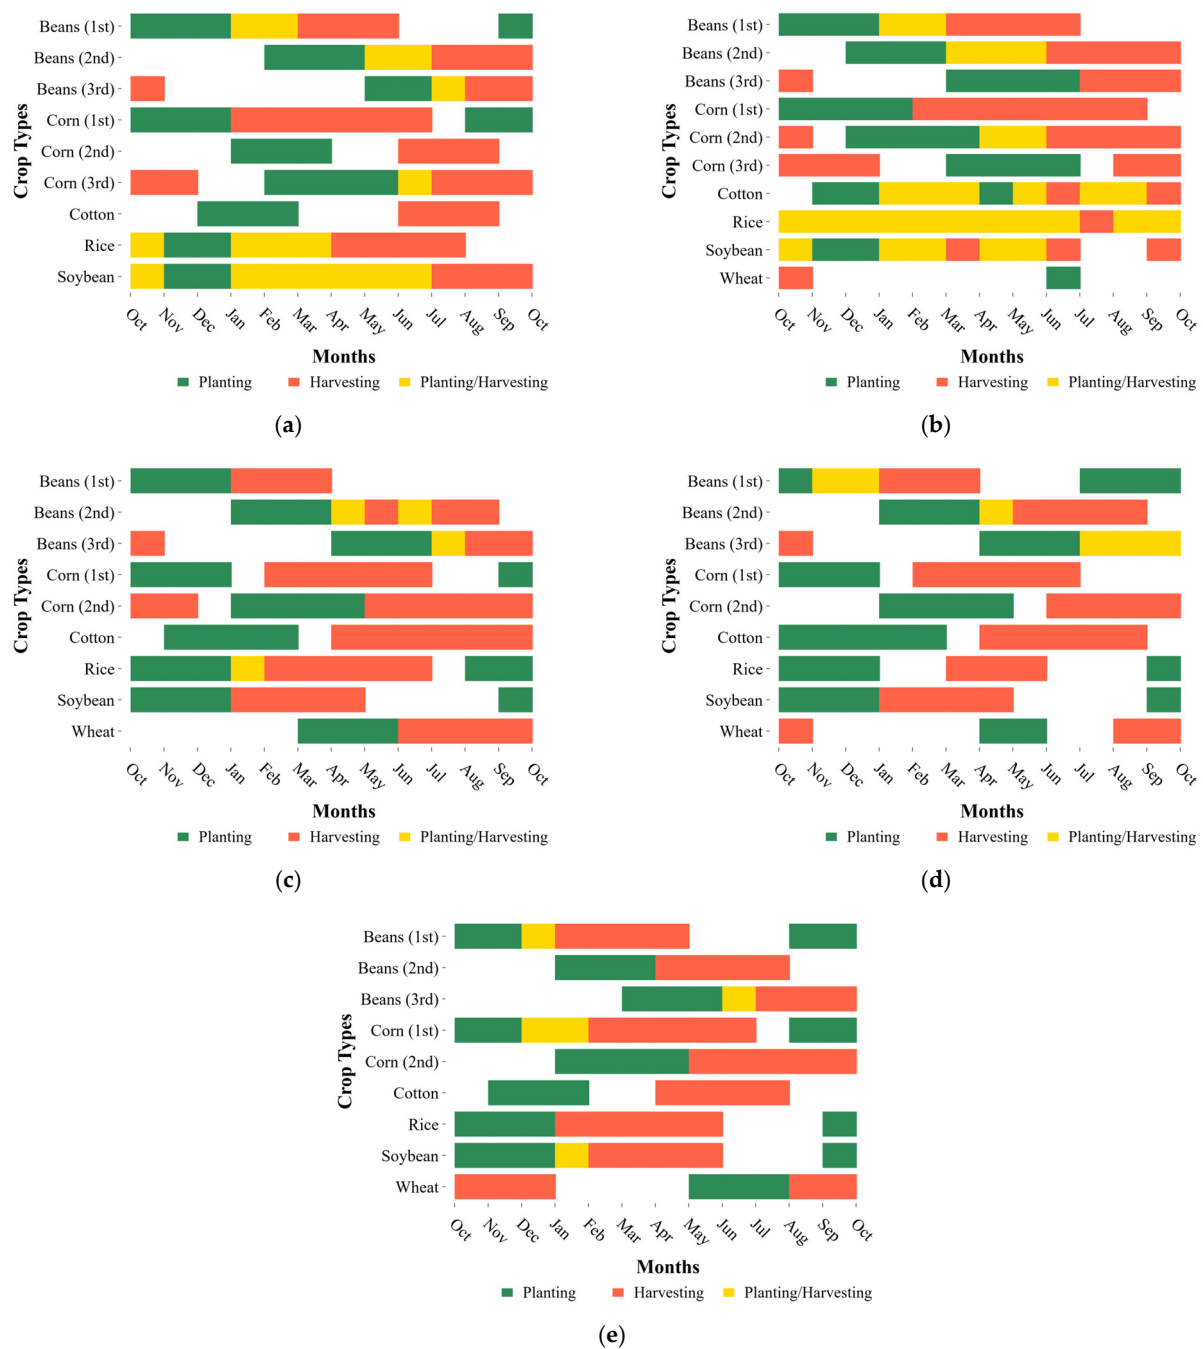 Beans (1st)
Beans (2nd)
Beans (3rd)
Corn (1st)
Corn (2nd)
Corn (3rd)
Cotton
Rice
Soybean
Crop Types
Oct Nov Dec Jan Feb Mar Apr May Jun Jul Aug Sep Oct
Months
Planting Harvesting Planting/Harvesting
(a)
Beans (1st)
Beans (2nd)
Beans (3rd)
Corn (1st)
Corn (2nd)
Corn (3rd)
Cotton
Rice
Soybean
Wheat
Crop Types
Oct Nov Dec Jan Feb Mar Apr May Jun Jul Aug Sep Oct
Months
Planting Harvesting Planting/Harvesting
(b)
Beans (1st)
Beans (2nd)
Beans (3rd)
Corn (1st)
Corn (2nd)
Cotton
Rice
Soybean
Wheat
Crop Types
Oct Nov Dec Jan Feb Mar Apr May Jun Jul Aug Sep Oct
Months
Planting Harvesting Planting/Harvesting
(c)
Beans (1st)
Beans (2nd)
Beans (3rd)
Corn (1st)
Corn (2nd)
Cotton
Rice
Soybean
Wheat
Crop Types
Oct Nov Dec Jan Feb Mar Apr May Jun Jul Aug Sep Oct
Months
Planting Harvesting Planting/Harvesting
(d)
Beans (1st)
Beans (2nd)
Beans (3rd)
Corn (1st)
Corn (2nd)
Cotton
Rice
Soybean
Wheat
Crop Types
Oct Nov Dec Jan Feb Mar Apr May Jun Jul Aug Sep Oct
Months
Planting Harvesting Planting/Harvesting
(e)